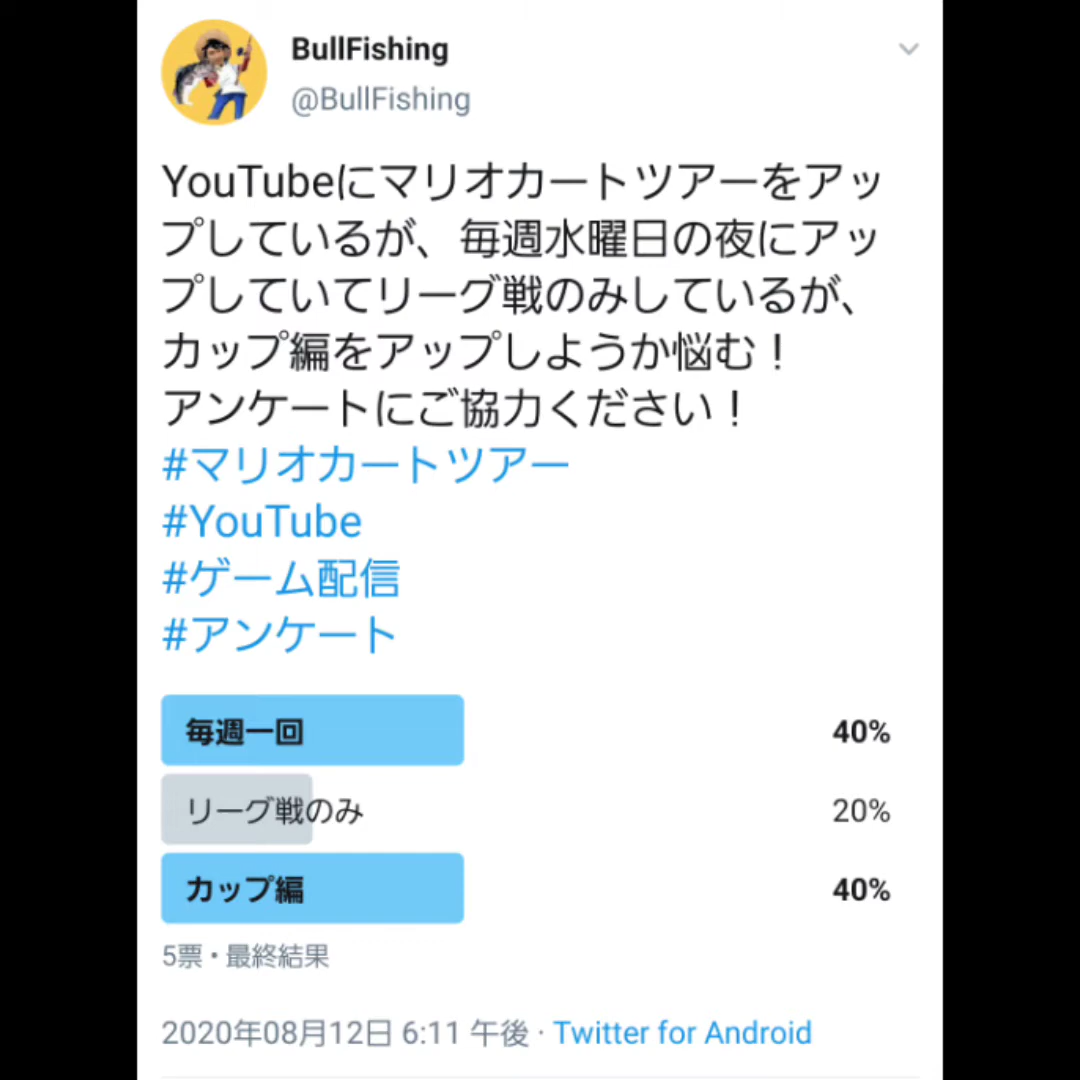 BullFishing
@BullFishing
YouTubeにマリオカートツアーをアッ
プしているが、毎週水曜日の夜にアッ
プしていてリーグ戦のみしているが、
カップ編をアップしようか悩む！
アンケートにご協力ください！
#マリオカートツアー
#YouTube
#ゲーム配信
#アンケート
毎週一回 40%
リーグ戦のみ 20%
カップ編 40%
5票・最終結果
2020年08月12日 6:11 午後 · Twitter for Android